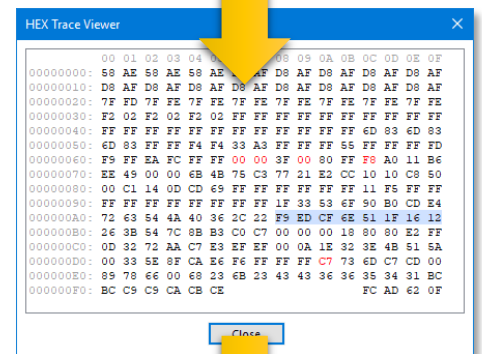 HEX Trace Viewer
00 01 02 03 04 08 09 0A 0B 0C 0D 0E 0F
00000000: 58 AE 58 AE 58 AF D8 AF D8 AF D8 AF D8 AF
00000010: D8 AF D8 AF D8 AF D8 AF D8 AF D8 AF D8 AF D8 AF
00000020: 7F FD 7F FE 7F FE 7F FE 7F FE 7F FE 7F FE 7F FE
00000030: F2 02 F2 02 F2 02 FF FF FF FF FF FF FF FF FF FF
00000040: FF FF FF FF FF FF FF FF FF FF FF FF 6D 83 6D 83
00000050: 6D 83 FF FF F4 F4 33 A3 FF FF FF 55 FF FF FF FD
00000060: F9 FF EA FC FF FF 00 00 3F 00 80 FF F8 A0 11 B6
00000070: EE 49 00 00 6B 4B 75 C3 77 21 E2 CC 10 10 C8 50
00000080: 00 C1 14 0D CD 69 FF FF FF FF FF FF 11 F5 FF FF
00000090: FF FF FF FF FF FF FF FF 1F 33 53 6F 90 B0 CD E4
000000A0: 72 63 54 4A 40 36 2C 22 F9 ED CF 6E 51 1F 16 12
000000B0: 26 3B 54 7C 8B B3 C0 C7 00 00 00 18 80 80 E2 FF
000000C0: 0D 32 72 AA C7 E3 EF EF 00 0A 1E 32 3E 4B 51 5A
000000D0: 00 33 5E 8F CA E6 F6 FF FF FF C7 73 6D C7 CD 00
000000E0: 89 78 66 00 68 23 6B 23 43 43 36 36 35 34 31 BC
000000F0: BC C9 C9 CA CB CE FC AD 62 0F
Close